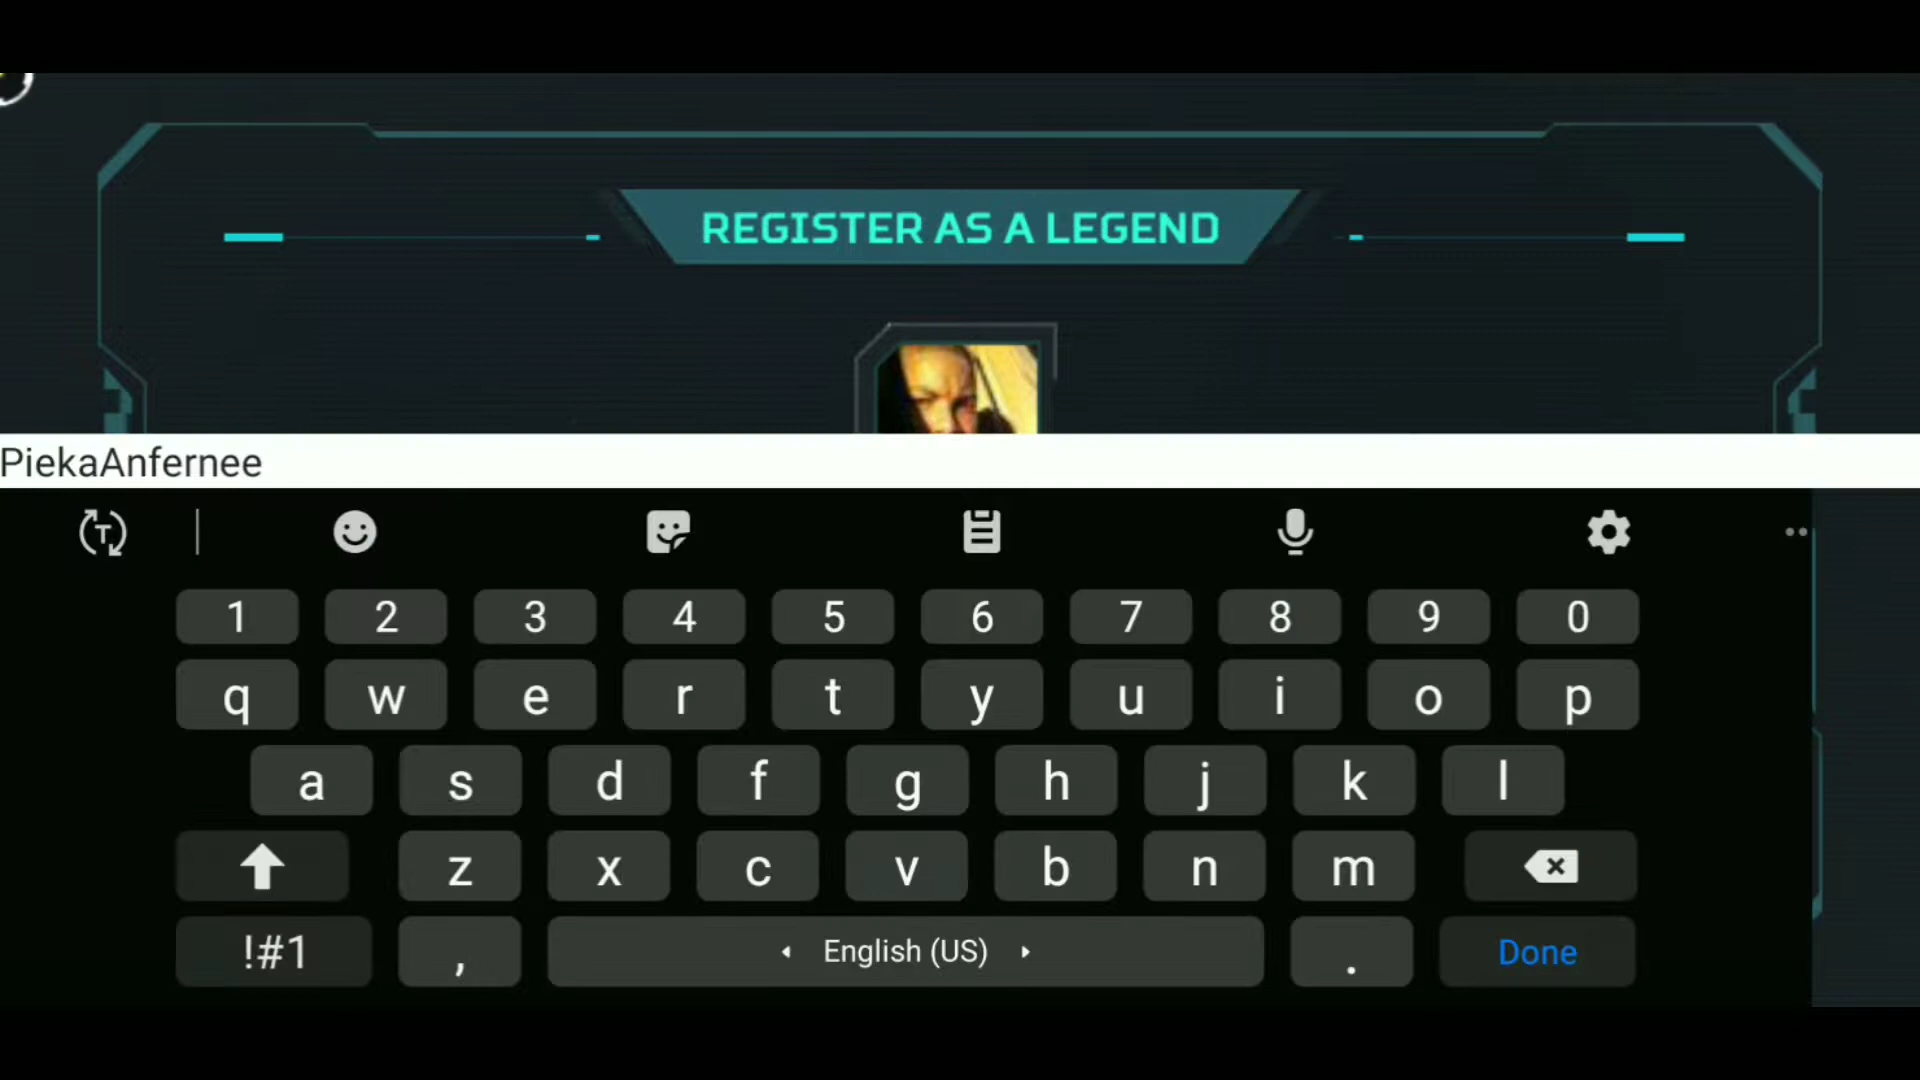 REGISTER AS A LEGEND
PiekaAnfernee
T
1 2 3 4 5 6 7 8 9 0
q w e r t y u i o p
a s d f g h j k l
z x c v b n m
!#1 , English (US) . Done